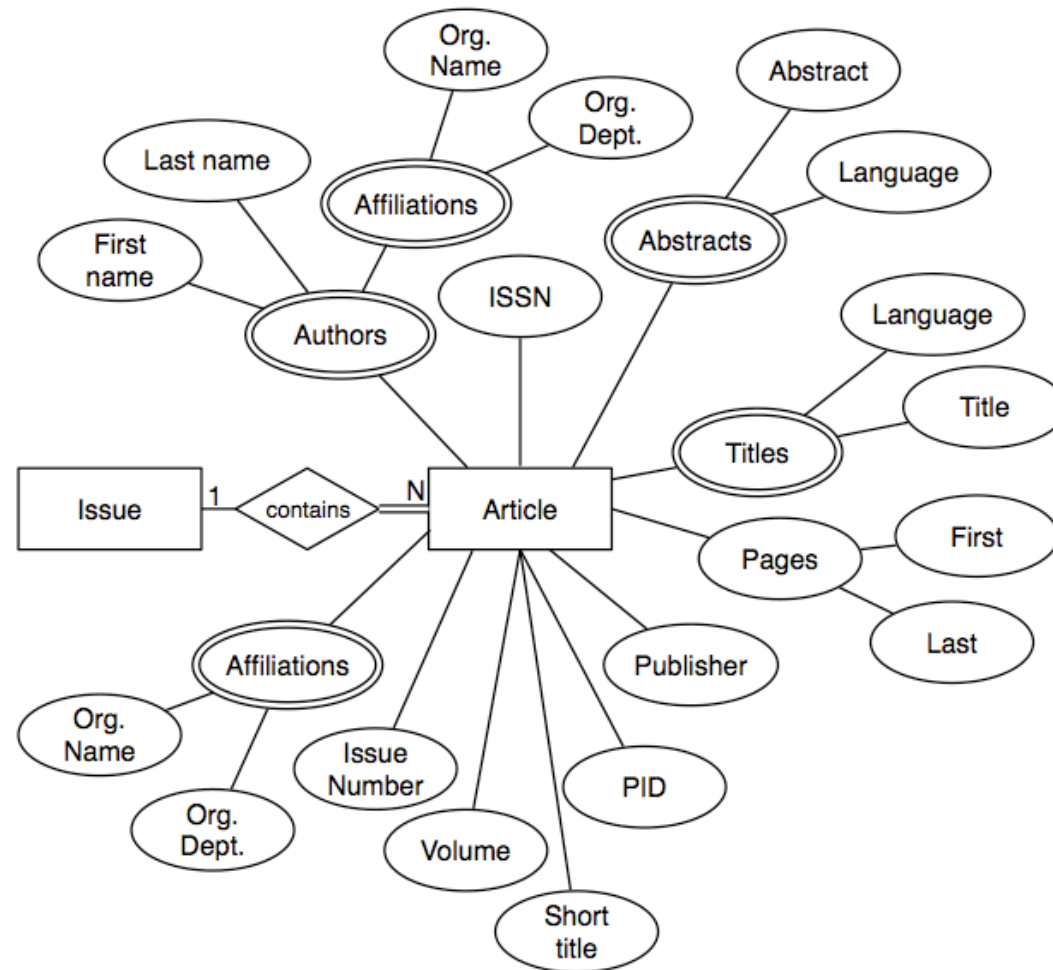 Org.
Name
Abstract
Org.
Dept.
Last name
Language
Affiliations
Abstracts
First
name
ISSN
Language
Authors
Title
Titles
Issue
1
contains
N
Article
First
Pages
Last
Affiliations
Publisher
Org.
Name
Issue
Number
PID
Org.
Dept.
Volume
Short
title